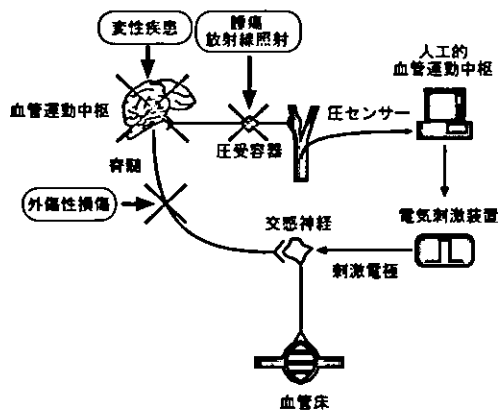 変性疾患
腫瘍
放射線照射
人工的
血管運動中枢
血管運動中枢
圧センサー
圧受容器
脊髄
外傷性損傷
交感神経
電気刺激装置
刺激電極
血管床